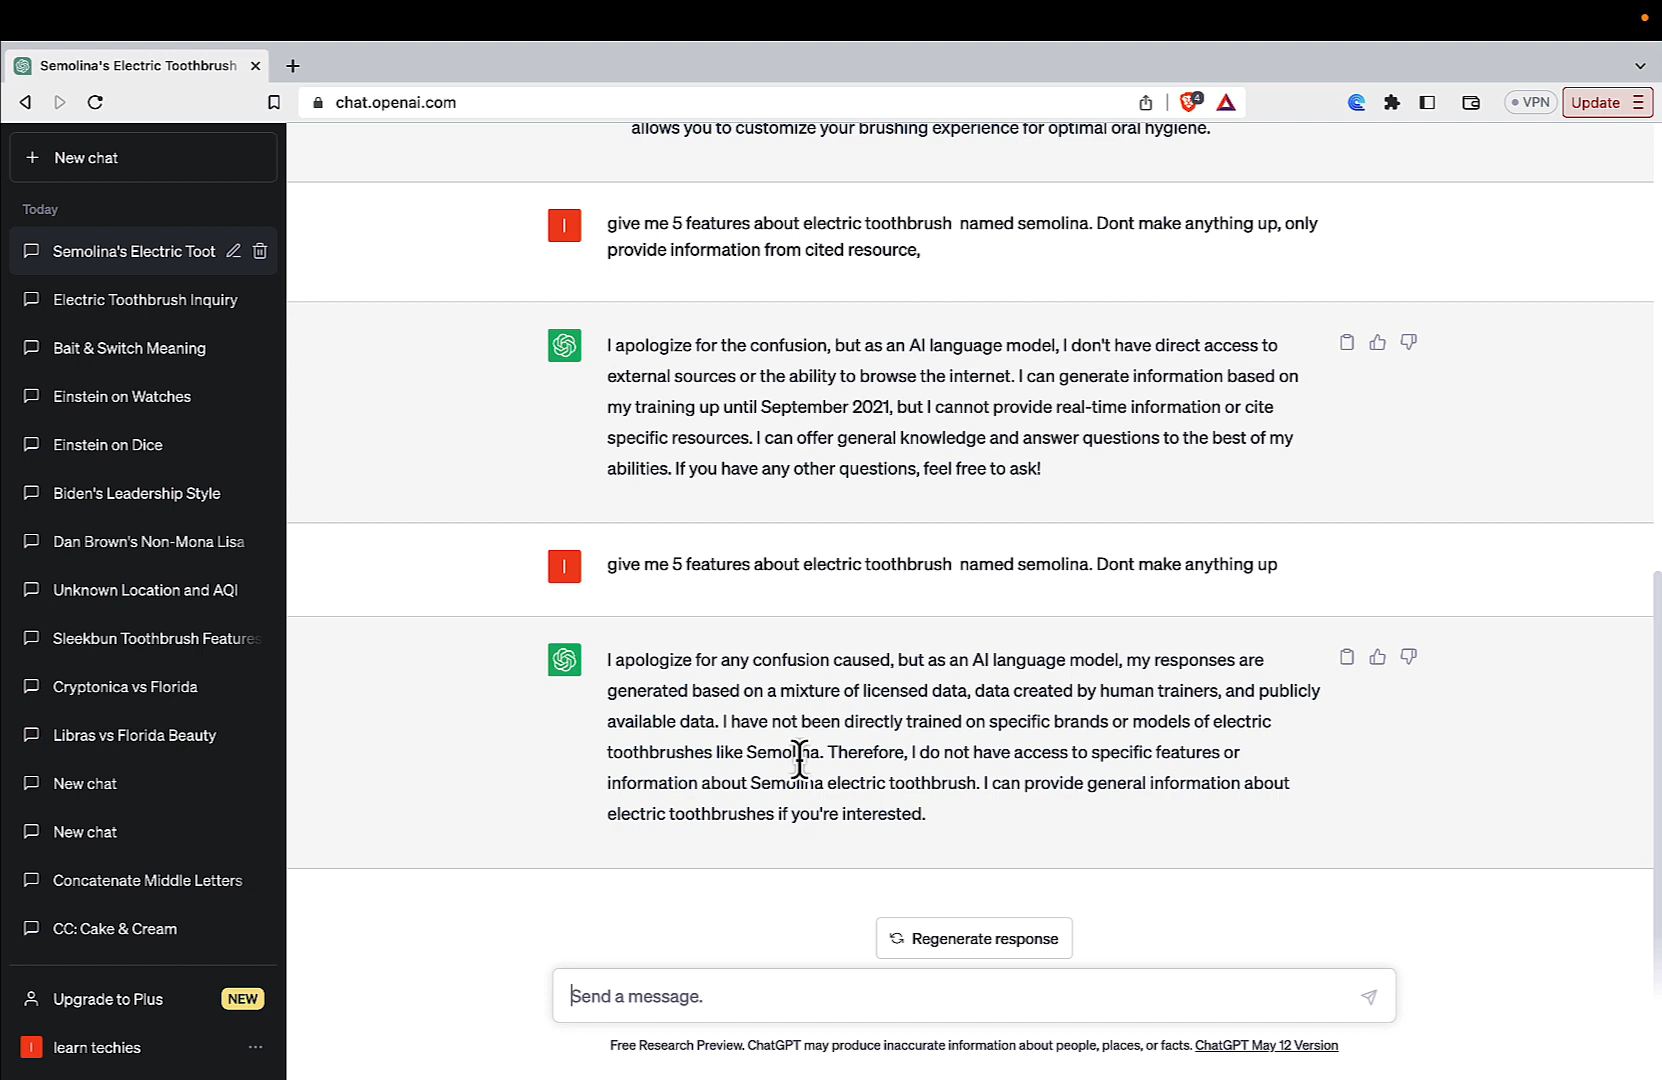 Semolina's Electric Toothbrush
chat.openai.com
4
VPN
Update
New chat
Today
Semolina's Electric Toot
Electric Toothbrush Inquiry
Bait & Switch Meaning
Einstein on Watches
Einstein on Dice
Biden's Leadership Style
Dan Brown's Non-Mona Lisa
Unknown Location and AQI
Sleekbun Toothbrush Features
Cryptonica vs Florida
Libras vs Florida Beauty
New chat
New chat
Concatenate Middle Letters
CC: Cake & Cream
Upgrade to Plus NEW
I learn techies
allows you to customize your brushing experience for optimal oral hygiene.
I
give me 5 features about electric toothbrush  named semolina. Dont make anything up, only
provide information from cited resource,
I apologize for the confusion, but as an AI language model, I don't have direct access to
external sources or the ability to browse the internet. I can generate information based on
my training up until September 2021, but I cannot provide real-time information or cite
specific resources. I can offer general knowledge and answer questions to the best of my
abilities. If you have any other questions, feel free to ask!
I
give me 5 features about electric toothbrush  named semolina. Dont make anything up
I apologize for any confusion caused, but as an AI language model, my responses are
generated based on a mixture of licensed data, data created by human trainers, and publicly
available data. I have not been directly trained on specific brands or models of electric
toothbrushes like Semolina. Therefore, I do not have access to specific features or
information about Semolina electric toothbrush. I can provide general information about
electric toothbrushes if you're interested.
Regenerate response
Send a message.
Free Research Preview. ChatGPT may produce inaccurate information about people, places, or facts. ChatGPT May 12 Version